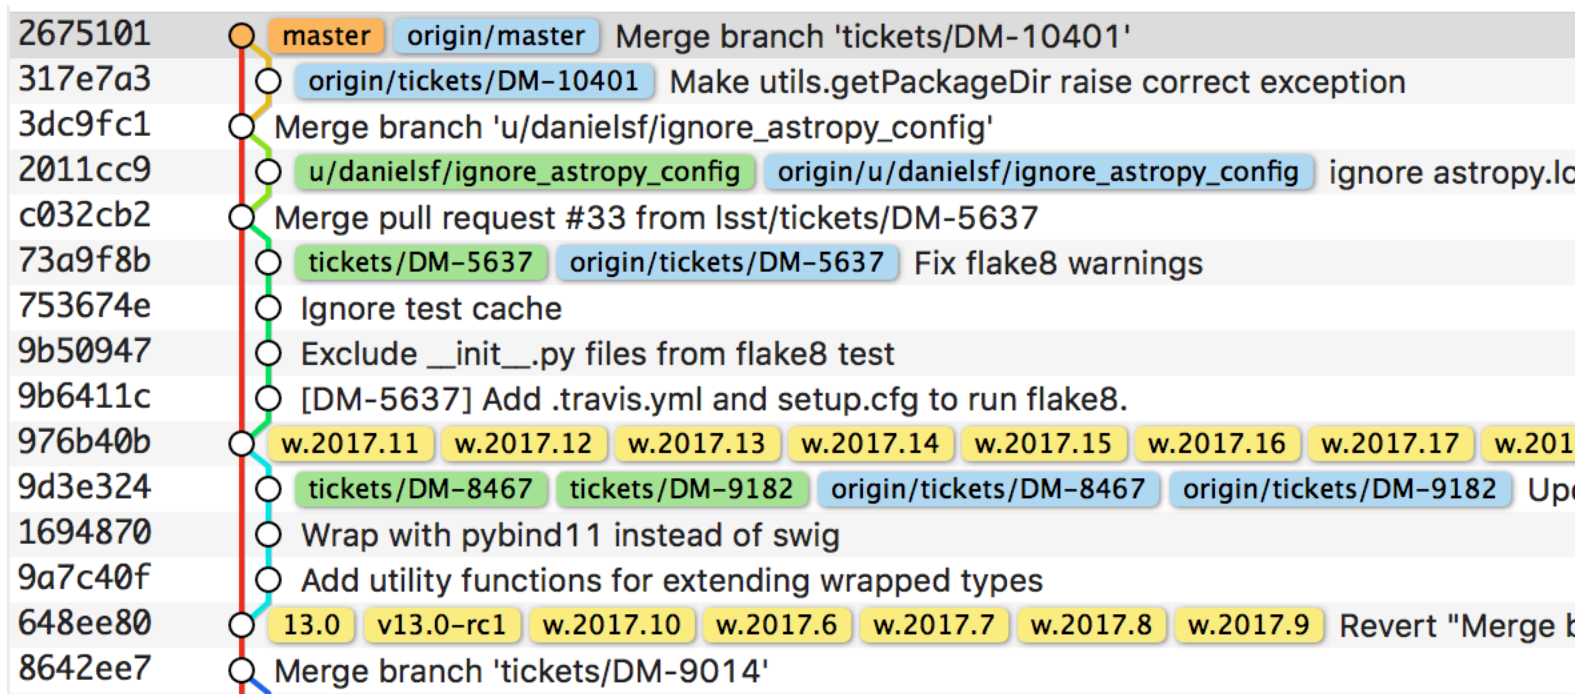 2675101 master origin/master Merge branch 'tickets/DM-10401'
317e7a3 origin/tickets/DM-10401 Make utils.getPackageDir raise correct exception
3dc9fc1 Merge branch 'u/danielsf/ignore_astropy_config'
2011cc9 u/danielsf/ignore_astropy_config origin/u/danielsf/ignore_astropy_config ignore astropy.lo
c032cb2 Merge pull request #33 from lsst/tickets/DM-5637
73a9f8b tickets/DM-5637 origin/tickets/DM-5637 Fix flake8 warnings
753674e Ignore test cache
9b50947 Exclude __init__.py files from flake8 test
9b6411c [DM-5637] Add .travis.yml and setup.cfg to run flake8.
976b40b w.2017.11 w.2017.12 w.2017.13 w.2017.14 w.2017.15 w.2017.16 w.2017.17 w.201
9d3e324 tickets/DM-8467 tickets/DM-9182 origin/tickets/DM-8467 origin/tickets/DM-9182 Upd
1694870 Wrap with pybind11 instead of swig
9a7c40f Add utility functions for extending wrapped types
648ee80 13.0 v13.0-rc1 w.2017.10 w.2017.6 w.2017.7 w.2017.8 w.2017.9 Revert "Merge b
8642ee7 Merge branch 'tickets/DM-9014'